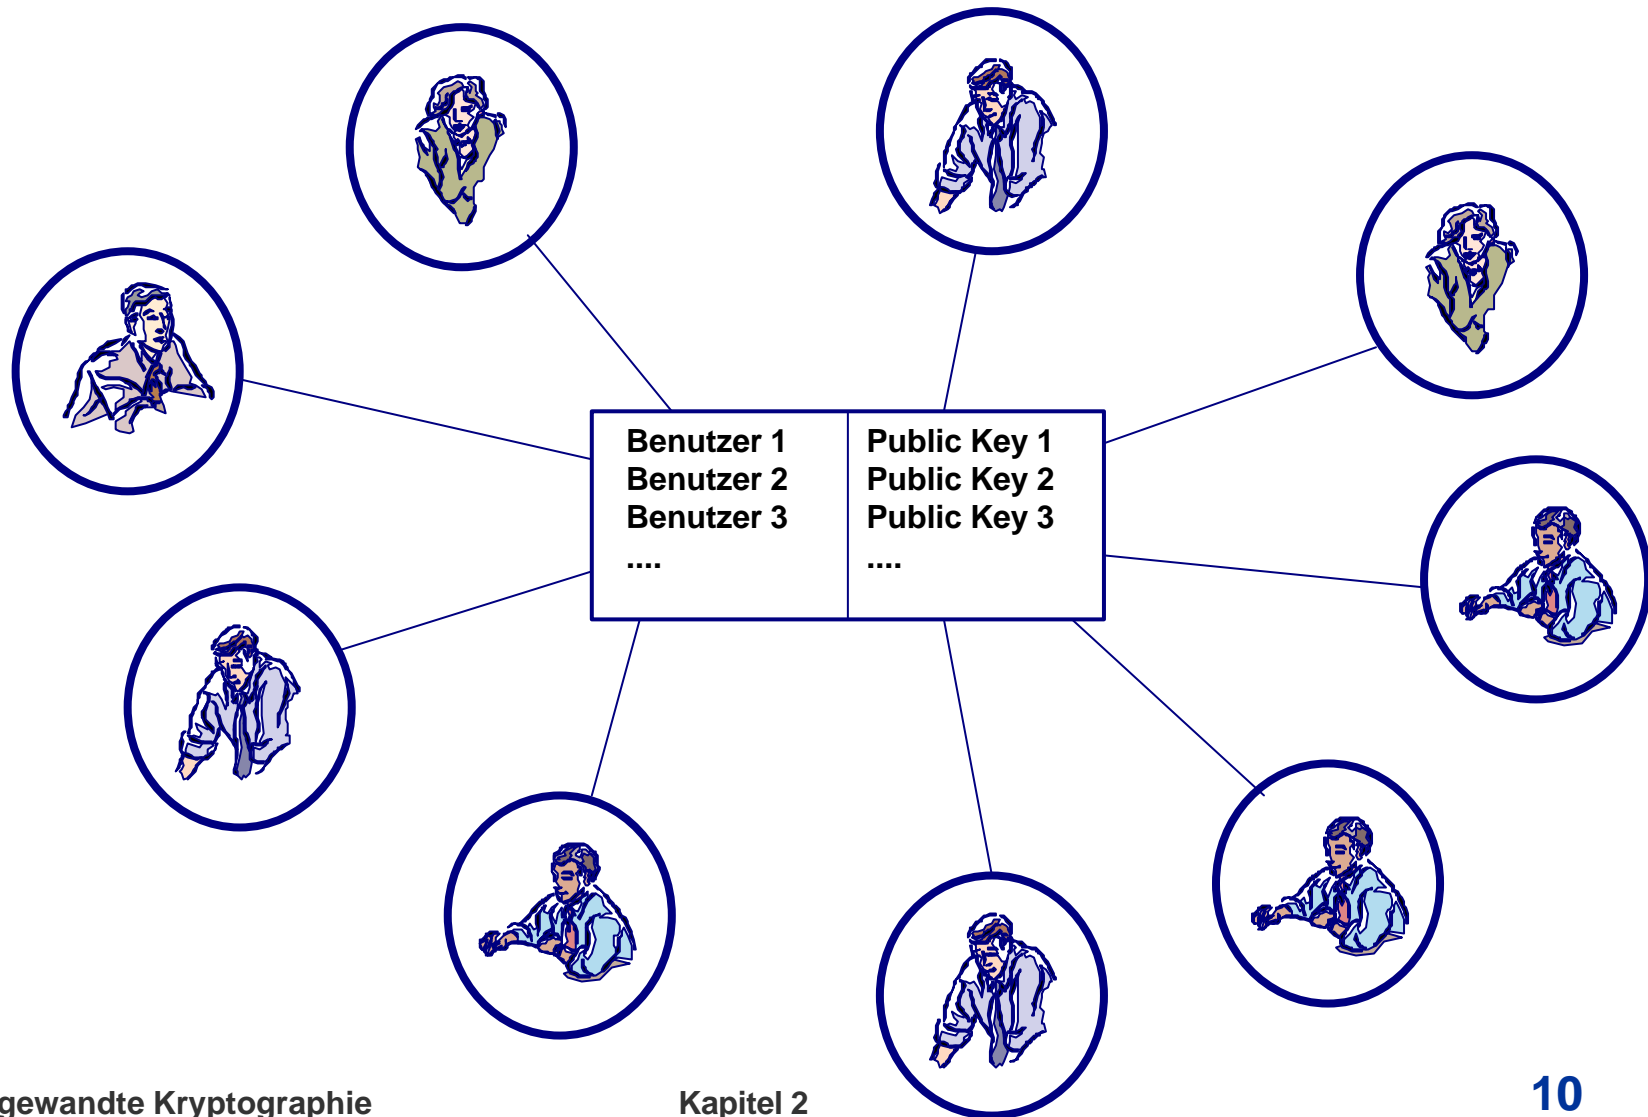 Benutzer 1 Public Key 1
Benutzer 2 Public Key 2
Benutzer 3 Public Key 3
.... ....
gewandte Kryptographie Kapitel 2 10